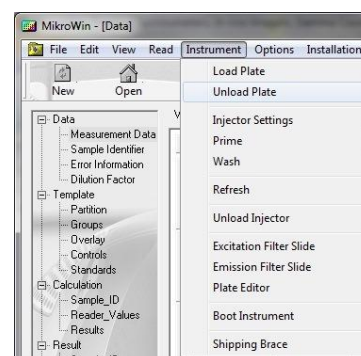 MikroWin - [Data]
File Edit View Read Instrument Options Installation
New Open
Load Plate
Unload Plate
Injector Settings
Prime
Wash
Refresh
Unload Injector
Excitation Filter Slide
Emission Filter Slide
Plate Editor
Boot Instrument
Shipping Brace
Data
Measurement Data
Sample Identifier
Error Information
Dilution Factor
Template
Partition
Groups
Overlay
Controls
Standards
Calculation
Sample_ID
Reader_Values
Results
Result